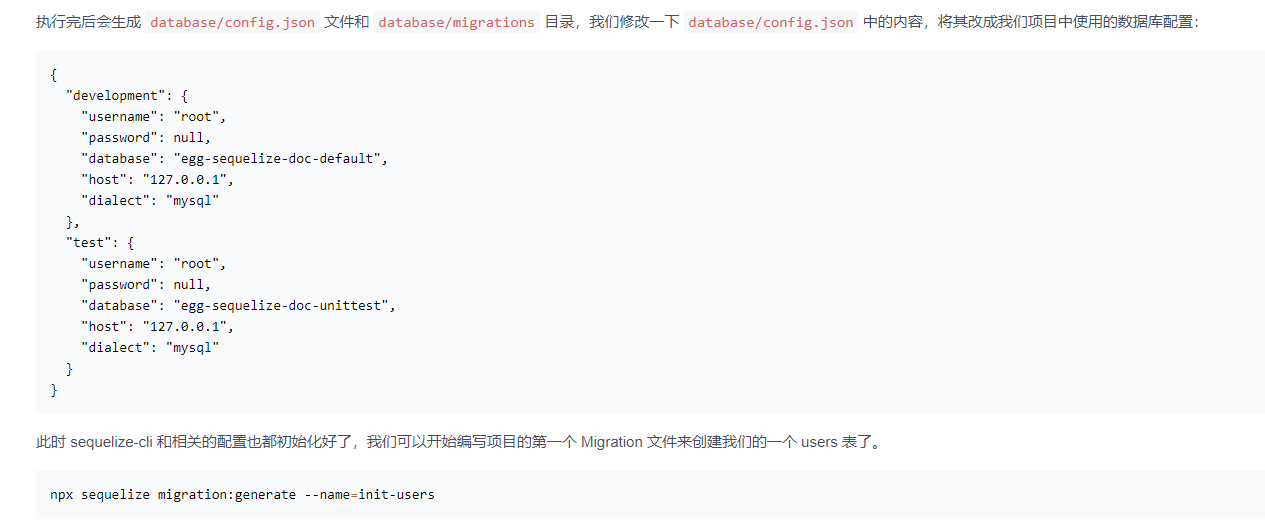 执行完后会生成 database/config.json 文件和 database/migrations 目录，我们修改一下 database/config.json 中的内容，将其改成我们项目中使用的数据库配置：
{
  "development": {
    "username": "root",
    "password": null,
    "database": "egg-sequelize-doc-default",
    "host": "127.0.0.1",
    "dialect": "mysql"
  },
  "test": {
    "username": "root",
    "password": null,
    "database": "egg-sequelize-doc-unittest",
    "host": "127.0.0.1",
    "dialect": "mysql"
  }
}
此时 sequelize-cli 和相关的配置也都初始化好了，我们可以开始编写项目的第一个 Migration 文件来创建我们的一个 users 表了。
npx sequelize migration:generate --name=init-users